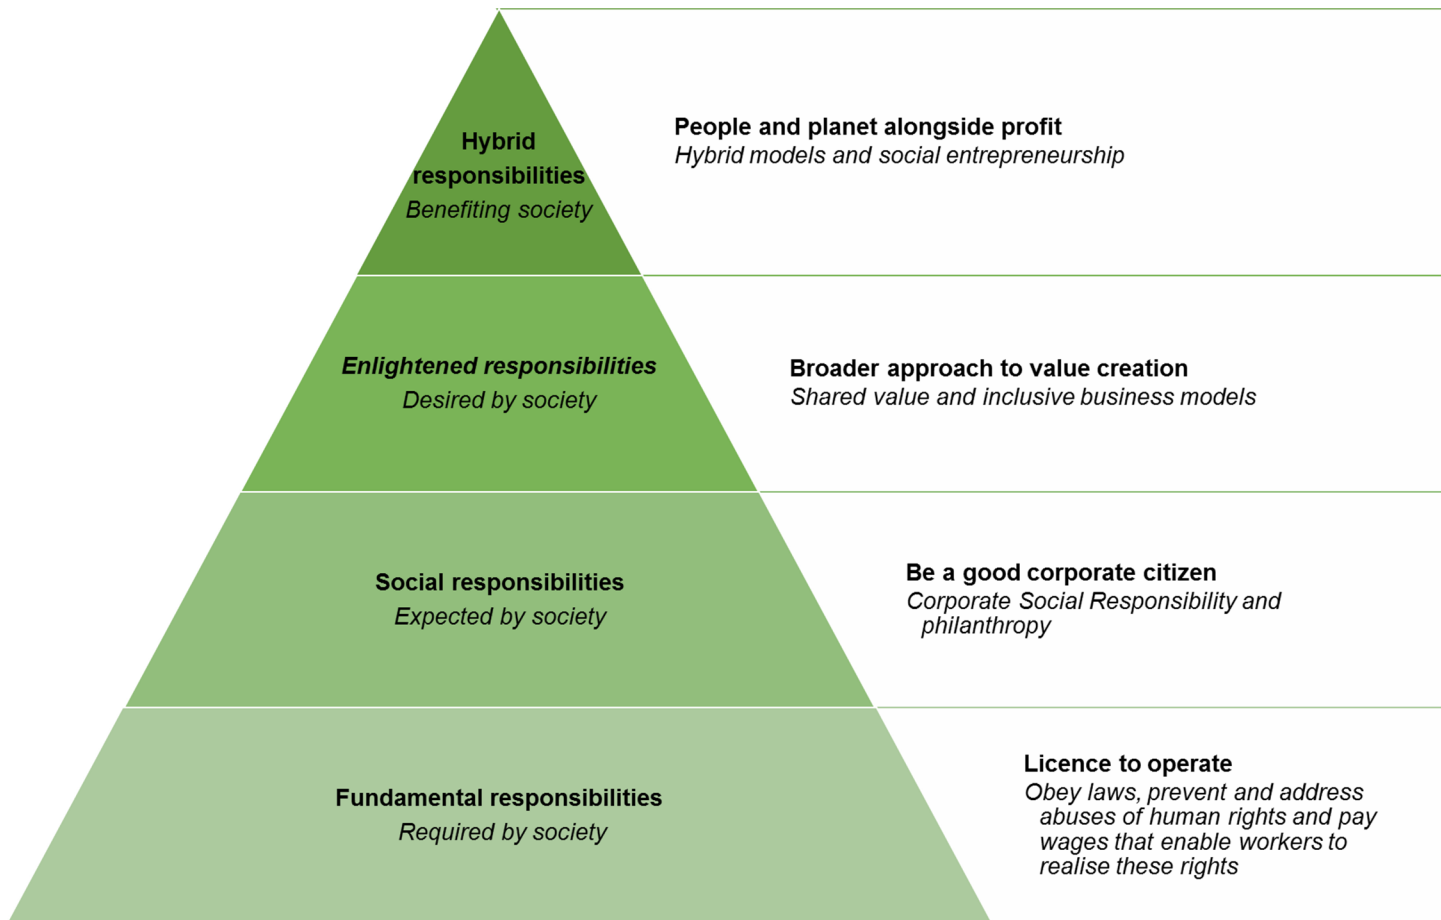 Hybrid
responsibilities
Benefiting society
People and planet alongside profit
Hybrid models and social entrepreneurship
Enlightened responsibilities
Desired by society
Broader approach to value creation
Shared value and inclusive business models
Social responsibilities
Expected by society
Be a good corporate citizen
Corporate Social Responsibility and
philanthropy
Fundamental responsibilities
Required by society
Licence to operate
Obey laws, prevent and address
abuses of human rights and pay
wages that enable workers to
realise these rights